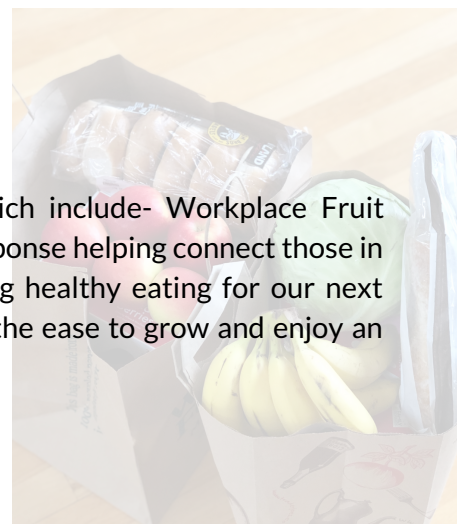 ich include- Workplace Fruit
ponse helping connect those in
g healthy eating for our next
the ease to grow and enjoy an